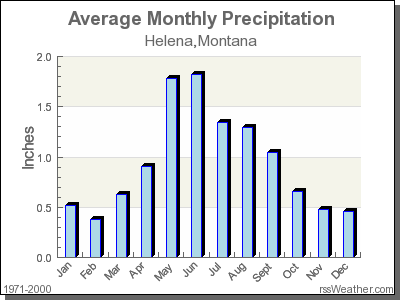 Average Monthly Precipitation
Helena,Montana
Inches
2.0
1.5
1.0
0.5
0.0
Jan Feb Mar Apr May Jun Jul Aug Sept Oct Nov Dec
1971-2000
rssWeather.com